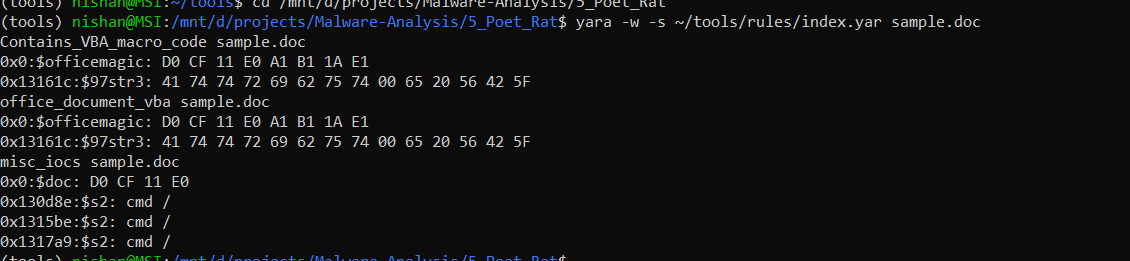 (tools) nishan@MSI:~/tools$ cd /mnt/d/projects/Malware-Analysis/5_Poet_Rat
(tools) nishan@MSI:/mnt/d/projects/Malware-Analysis/5_Poet_Rat$ yara -w -s ~/tools/rules/index.yar sample.doc
Contains_VBA_macro_code sample.doc
0x0:$officemagic: D0 CF 11 E0 A1 B1 1A E1
0x13161c:$97str3: 41 74 74 72 69 62 75 74 00 65 20 56 42 5F
office_document_vba sample.doc
0x0:$officemagic: D0 CF 11 E0 A1 B1 1A E1
0x13161c:$97str3: 41 74 74 72 69 62 75 74 00 65 20 56 42 5F
misc_iocs sample.doc
0x0:$doc: D0 CF 11 E0
0x130d8e:$s2: cmd /
0x1315be:$s2: cmd /
0x1317a9:$s2: cmd /
(tools) nishan@MSI:/mnt/d/projects/Malware-Analysis/5_Poet_Rat$